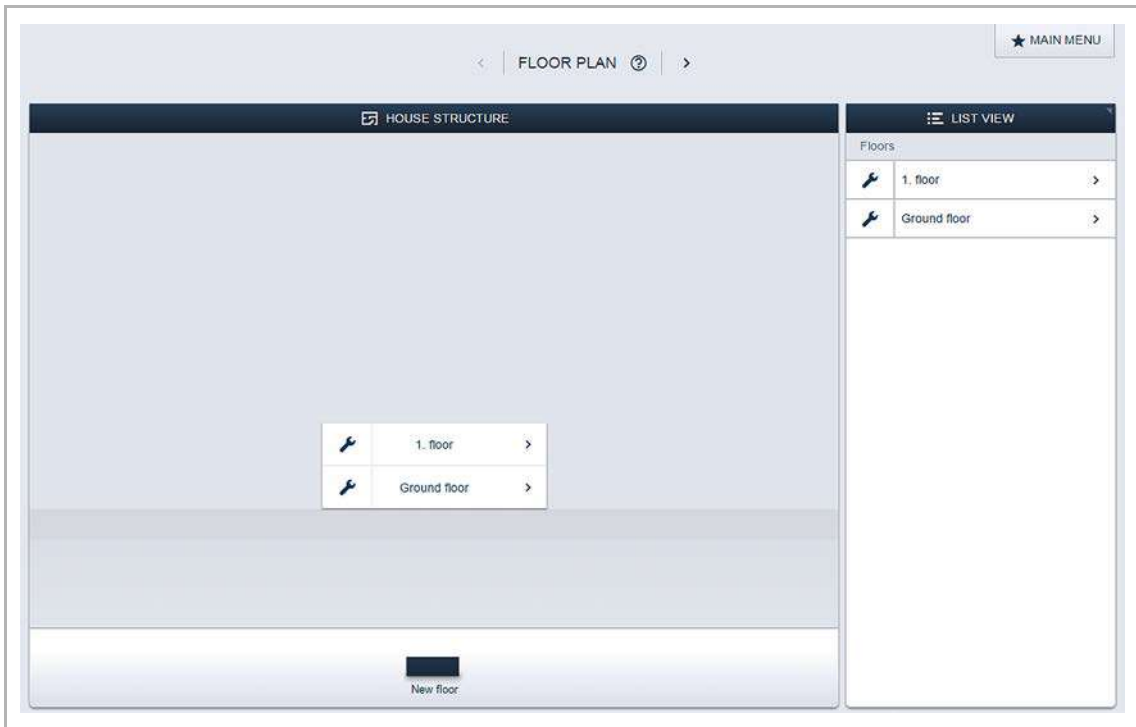 MAIN MENU
FLOOR PLAN
HOUSE STRUCTURE
1. floor
Ground floor
New floor
LIST VIEW
Floors
1. floor
Ground floor